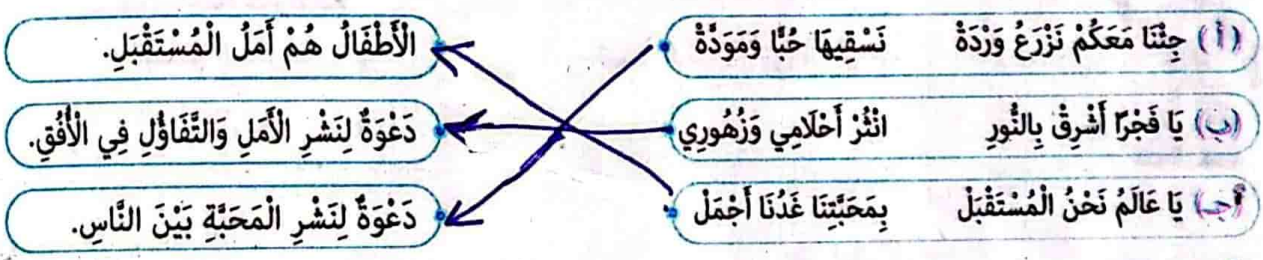 (أ) جِئْنَا مَعَكُمْ نَزْرَعُ وَرْدَةْ نَسْقِيهَا حُبًّا وَمَوَدَّةْ الْأَطْفَالُ هُمْ أَمَلُ الْمُسْتَقْبَلِ.
(ب) يَا فَجْرًا أَشْرِقْ بِالنُّورِ انْثُرْ أَحْلَامِي وَزُهُورِي دَعْوَةٌ لِنَشْرِ الْأَمَلِ وَالتَّفَاؤُلِ فِي الْأُفُقِ.
(جـ) يَا عَالَمُ نَحْنُ الْمُسْتَقْبَلْ بِمَحَبَّتِنَا غَدُنَا أَجْمَلْ دَعْوَةٌ لِنَشْرِ الْمَحَبَّةِ بَيْنَ النَّاسِ.